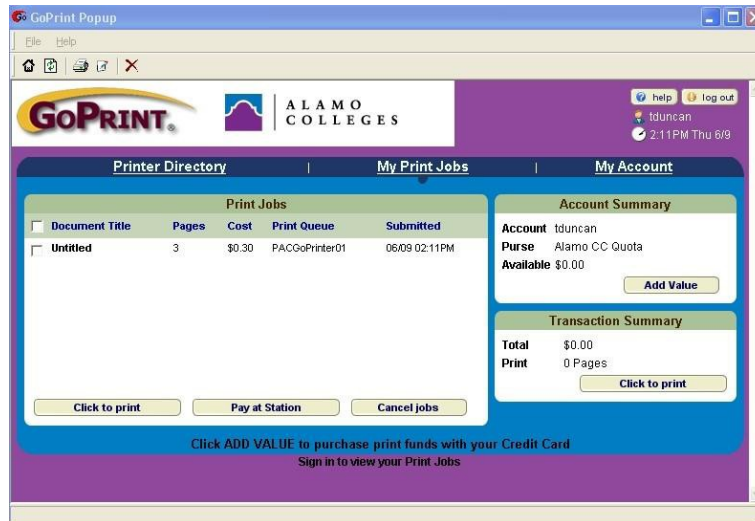 GoPrint Popup
File Help
GOPRINT®
ALAMO
COLLEGES
help log out
tduncan
2:11PM Thu 6/9
Printer Directory | My Print Jobs | My Account
Print Jobs
Document Title Pages Cost Print Queue Submitted
Untitled 3 $0.30 PACGoPrinter01 06/09 02:11PM
Click to print Pay at Station Cancel jobs
Account Summary
Account tduncan
Purse Alamo CC Quota
Available $0.00
Add Value
Transaction Summary
Total $0.00
Print 0 Pages
Click to print
Click ADD VALUE to purchase print funds with your Credit Card
Sign in to view your Print Jobs